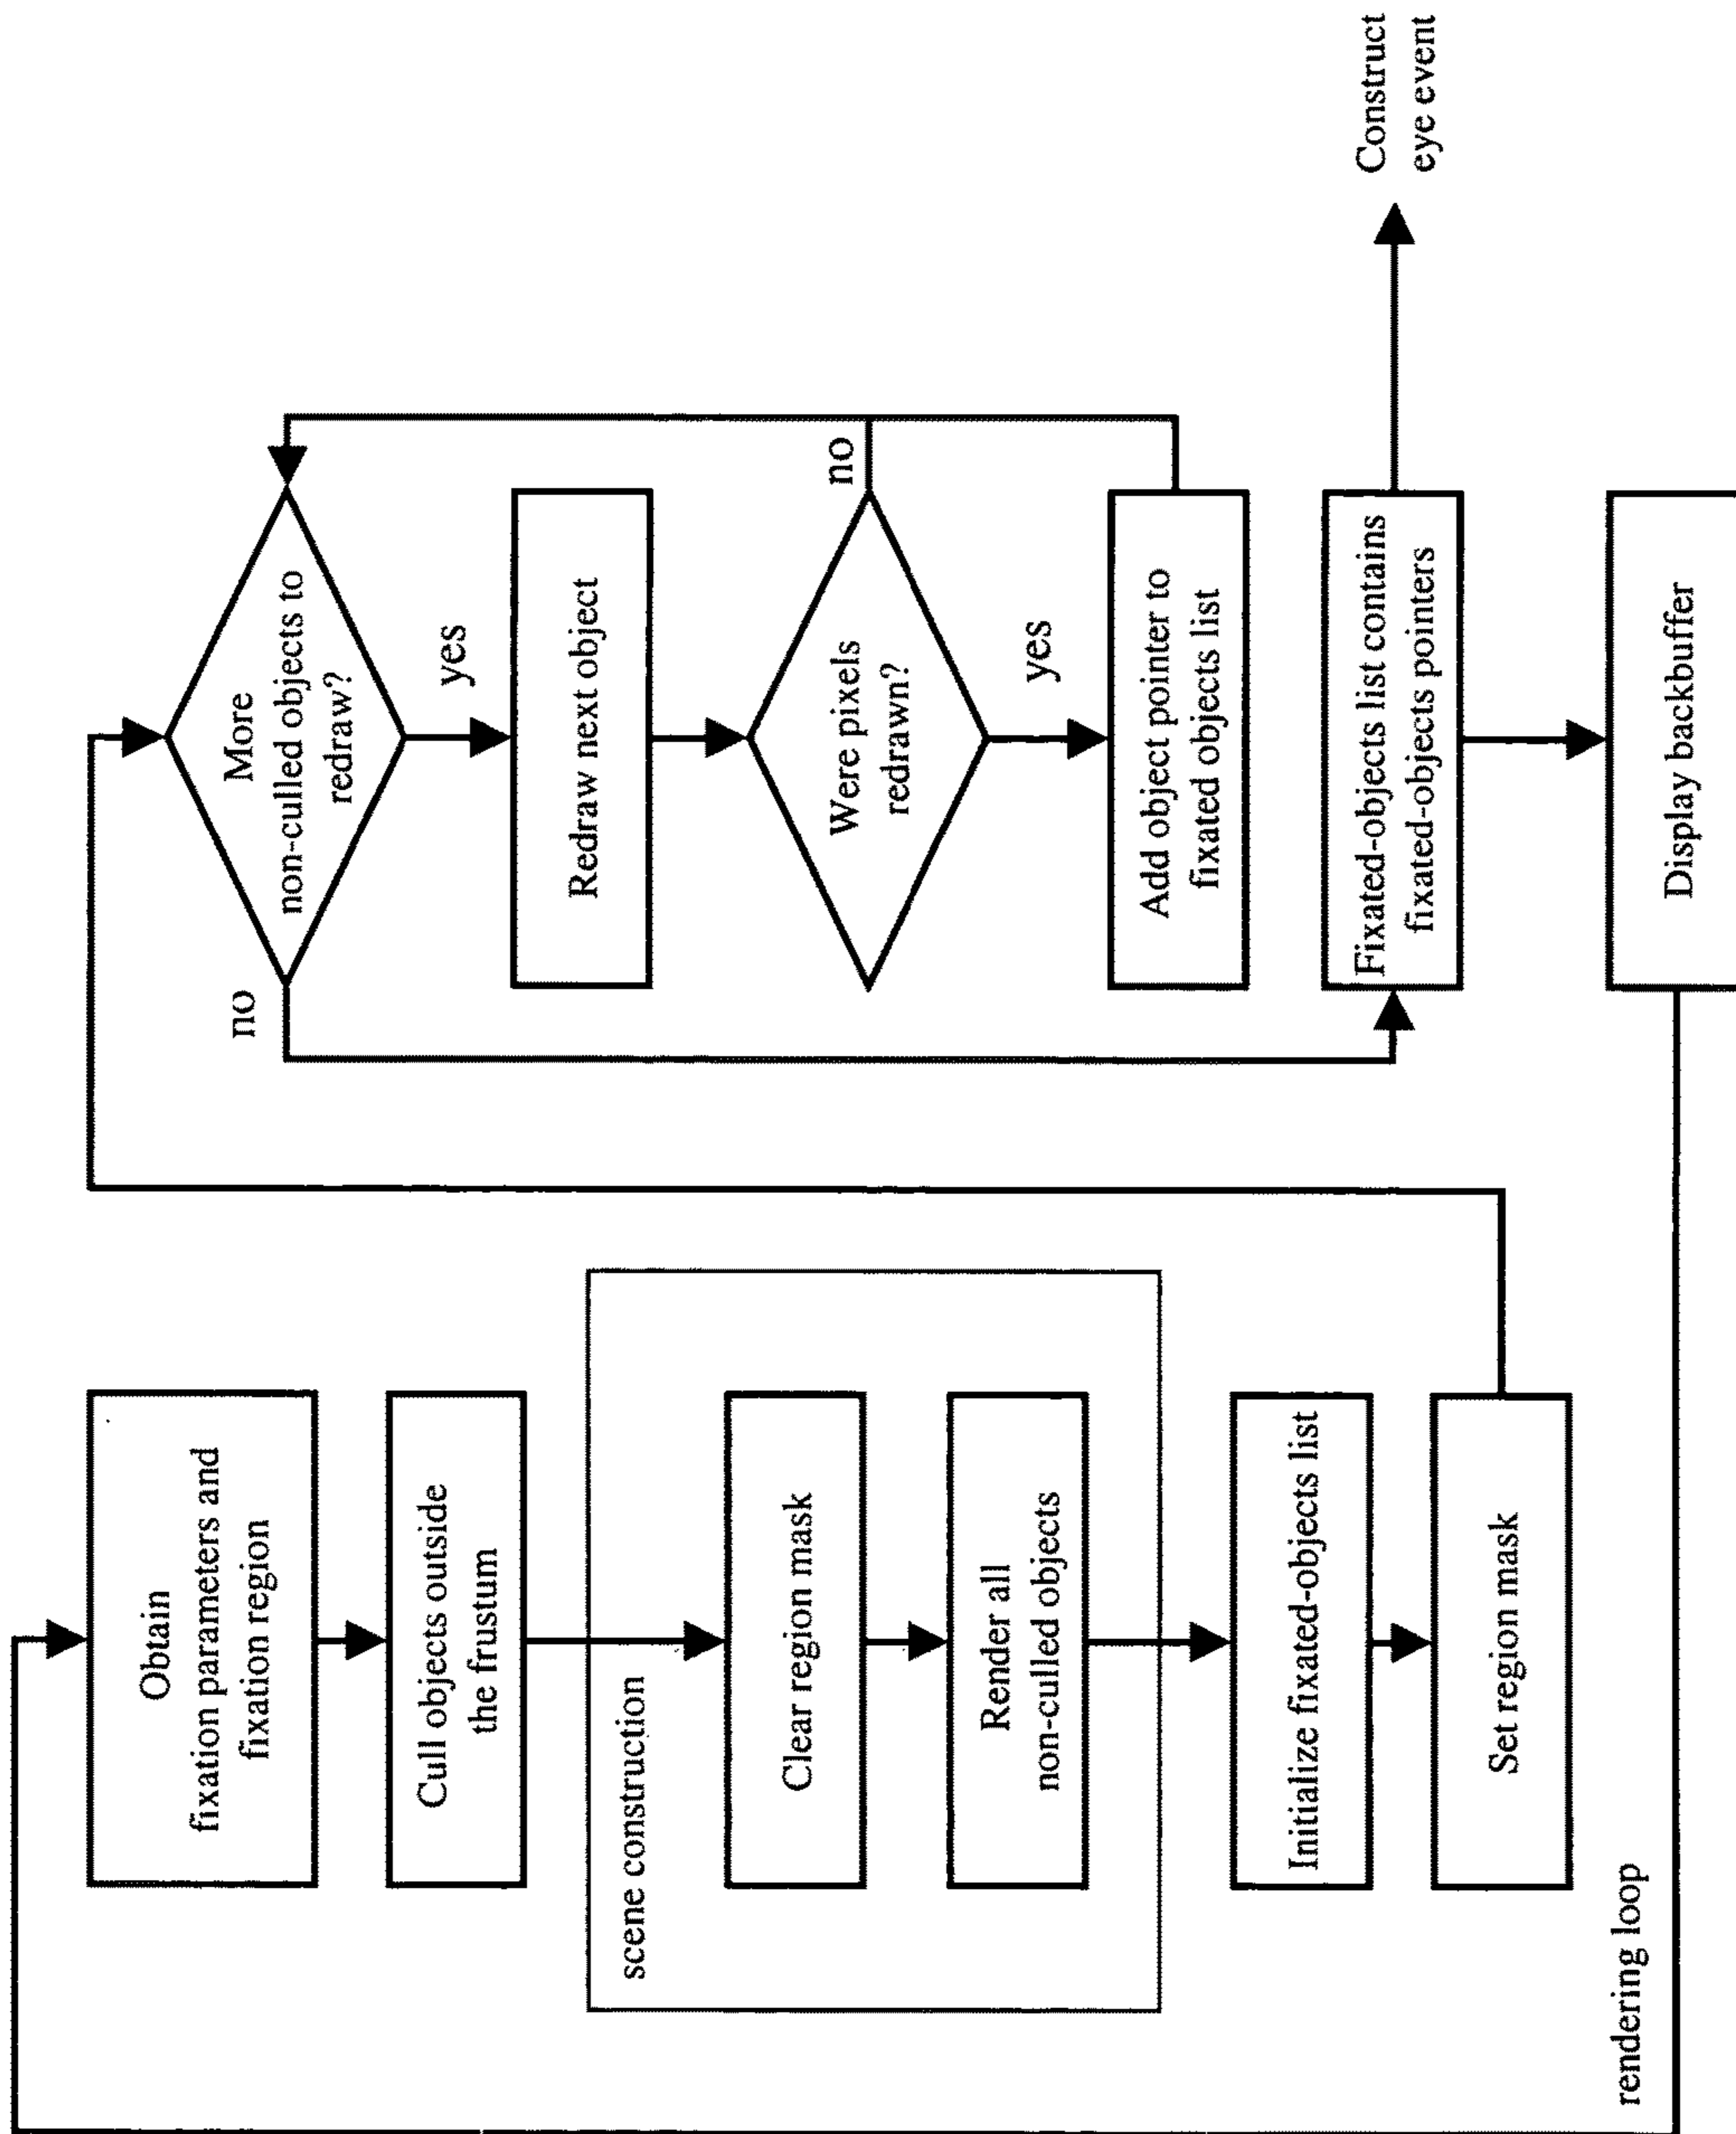 Obtain
fixation parameters and
fixation region
Cull objects outside
the frustum
scene construction
Clear region mask
Render all
non-culled objects
Initialize fixated-objects list
Set region mask
rendering loop
More
non-culled objects to
redraw?
no
yes
Redraw next object
Were pixels
redrawn?
no
yes
Add object pointer to
fixated objects list
Fixated-objects list contains
fixated-objects pointers
Construct
eye event
Display backbuffer